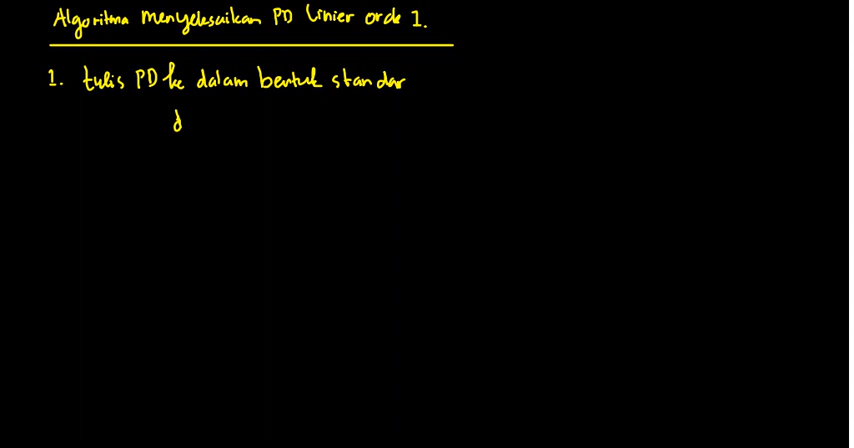 Algoritma menyelesaikan PD Linier orde 1.
1. tulis PD ke dalam bentuk standar
d